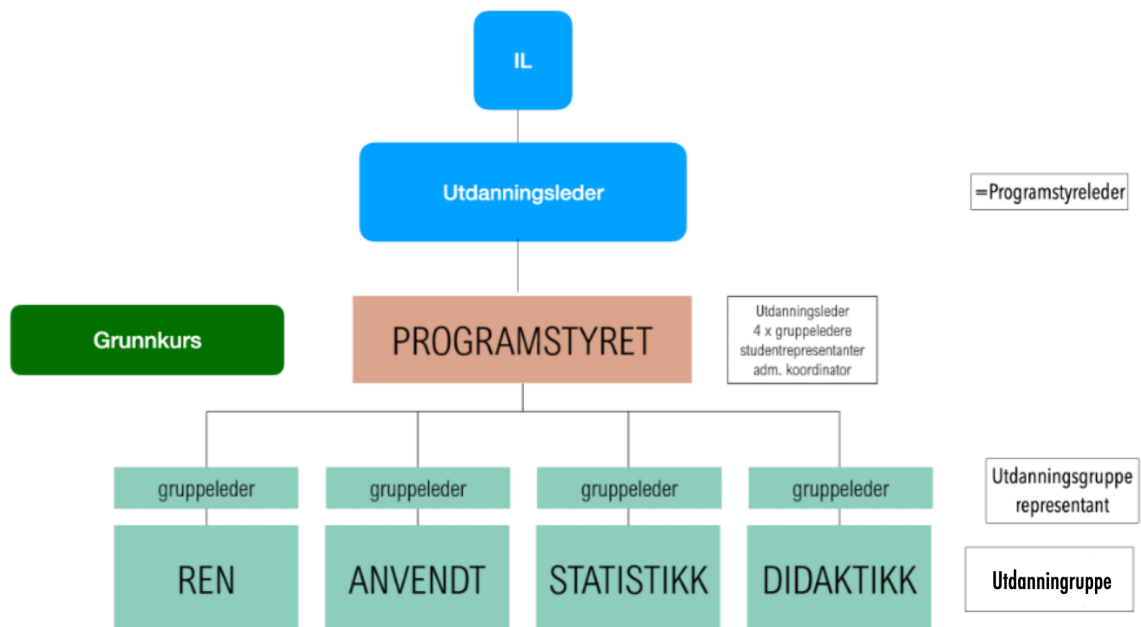 IL
Utdanningsleder
=Programstyreleder
Grunnkurs
PROGRAMSTYRET
Utdanningsleder
4 x gruppeledere
studentrepresentanter
adm. koordinator
gruppeleder
gruppeleder
gruppeleder
gruppeleder
Utdanningsgruppe
representant
REN
ANVENDT
STATISTIKK
DIDAKTIKK
Utdanningruppe